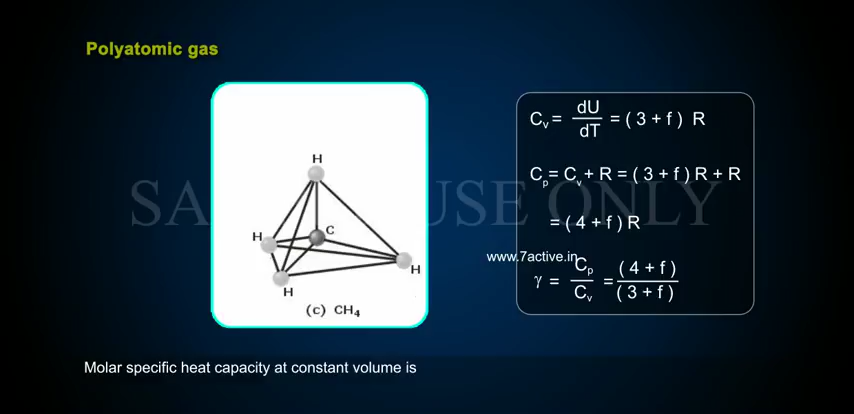 Polyatomic gas
H
C
H
H
H
(c) CH₄
Cᵥ = dU/dT = ( 3 + f ) R
Cₚ = Cᵥ + R = ( 3 + f ) R + R
= ( 4 + f ) R
www.7active.in
γ = Cₚ/Cᵥ = ( 4 + f )/( 3 + f )
Molar specific heat capacity at constant volume is